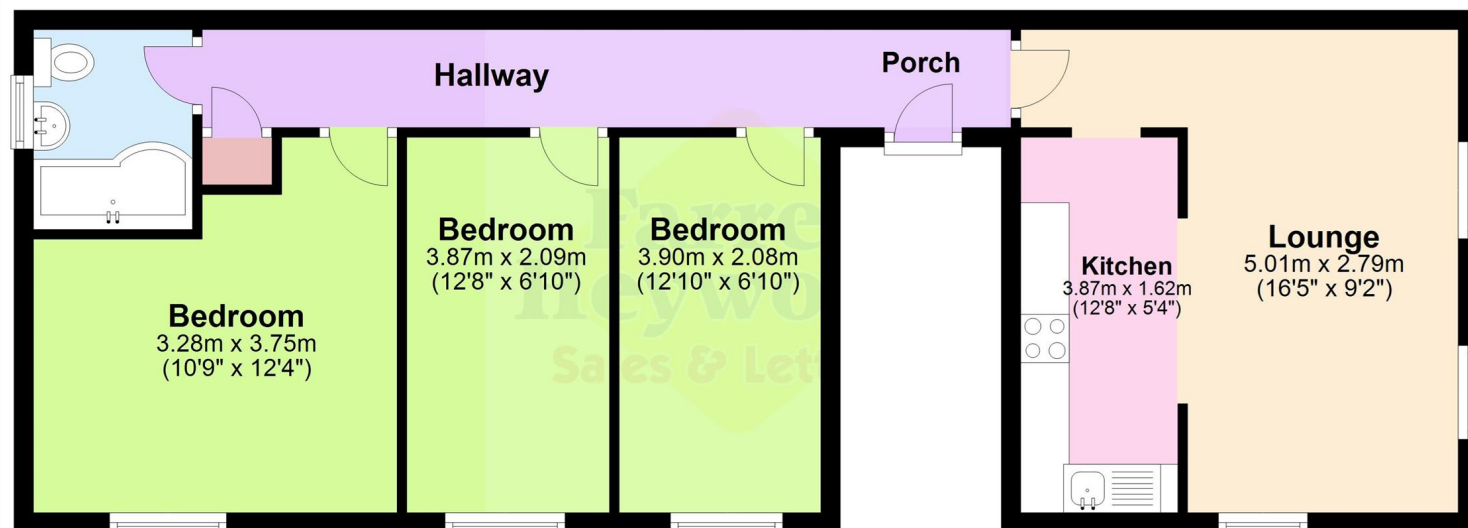 Hallway
Porch
Bedroom
3.28m x 3.75m
(10'9" x 12'4")
Bedroom
3.87m x 2.09m
(12'8" x 6'10")
Bedroom
3.90m x 2.08m
(12'10" x 6'10")
Kitchen
3.87m x 1.62m
(12'8" x 5'4")
Lounge
5.01m x 2.79m
(16'5" x 9'2")
Farre
Heywo
Sales & Lett